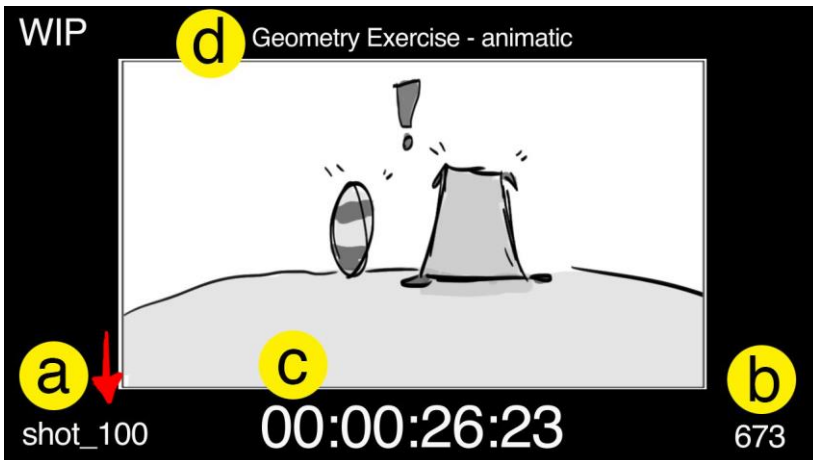 WIP
d
Geometry Exercise - animatic
!
a
c
b
shot_100
00:00:26:23
673